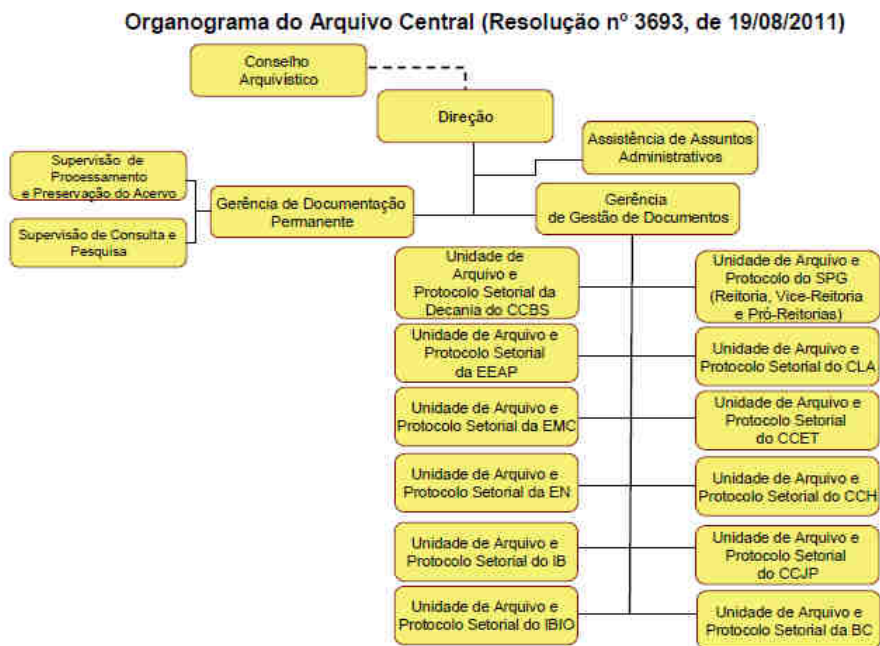 Organograma do Arquivo Central (Resolução nº 3693, de 19/08/2011)
Conselho
Arquivístico
Direção
Assistência de Assuntos
Administrativos
Supervisão de
Processamento
e Preservação do Acervo
Supervisão de Consulta e
Pesquisa
Gerência de Documentação
Permanente
Gerência
de Gestão de Documentos
Unidade de
Arquivo e
Protocolo Setorial da
Decania do CCBS
Unidade de Arquivo e
Protocolo do SPG
(Reitoria, Vice-Reitoria
e Pró-Reitorias)
Unidade de Arquivo e
Protocolo Setorial
da EEAP
Unidade de Arquivo e
Protocolo Setorial do CLA
Unidade de Arquivo e
Protocolo Setorial da EMC
Unidade de Arquivo e
Protocolo Setorial
do CCET
Unidade de Arquivo e
Protocolo Setorial da EN
Unidade de Arquivo e
Protocolo Setorial do CCH
Unidade de Arquivo e
Protocolo Setorial do IB
Unidade de Arquivo e
Protocolo Setorial
do CCJP
Unidade de Arquivo e
Protocolo Setorial do IBIO
Unidade de Arquivo e
Protocolo Setorial da BC